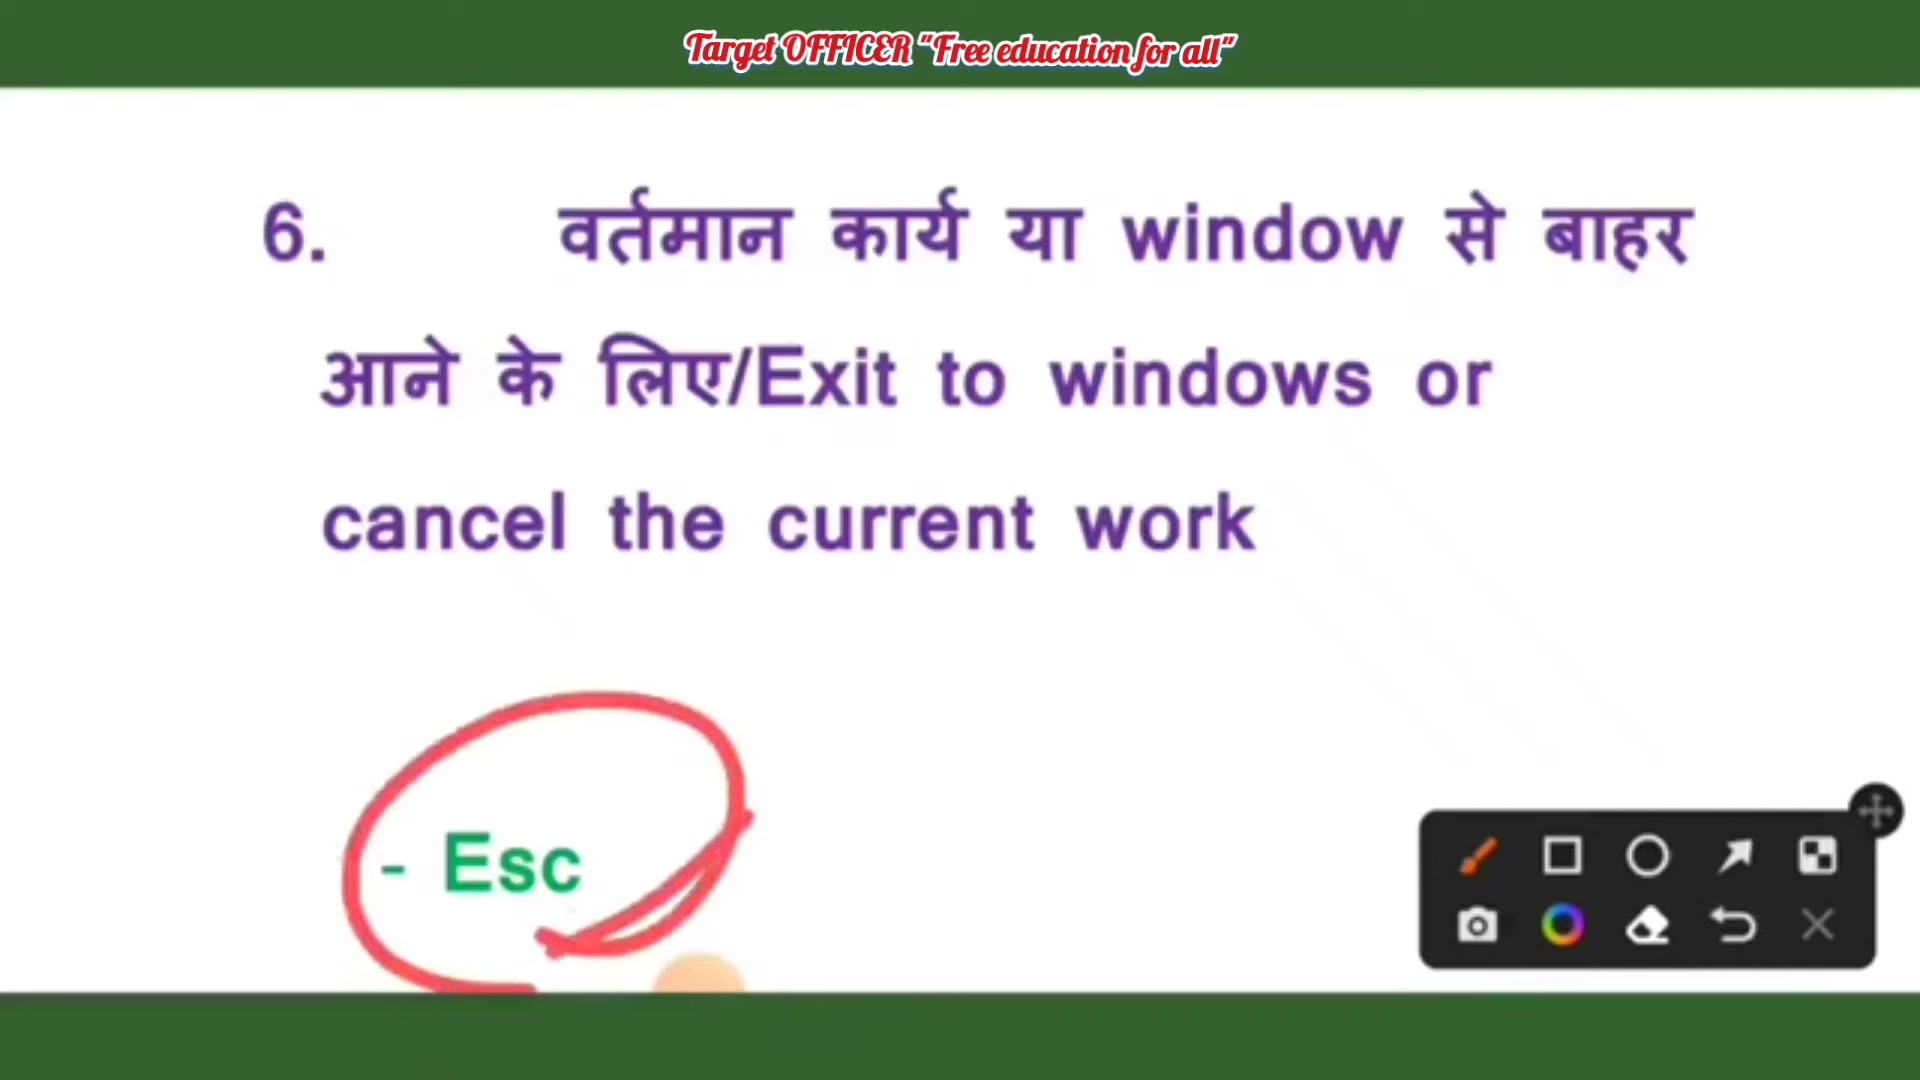 Target OFFICER "Free education for all"
6. वर्तमान कार्य या window से बाहर
आने के लिए/Exit to windows or
cancel the current work
- Esc